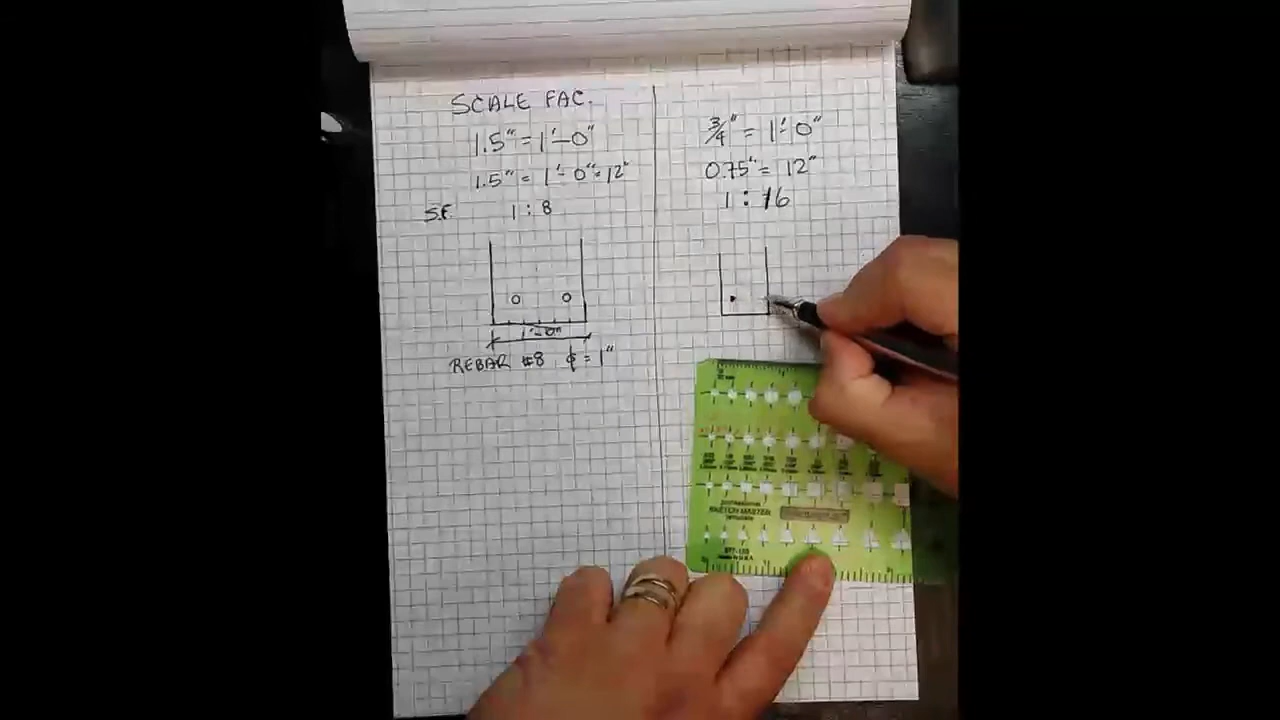 SCALE FAC.
1.5" = 1'-0"
1.5" = 1'-0" = 12"
S.F. 1 : 8
1'-0"
REBAR #8 ϕ = 1"
3/4" = 1'-0"
0.75" = 12"
1 : 16
SKETCH MASTER